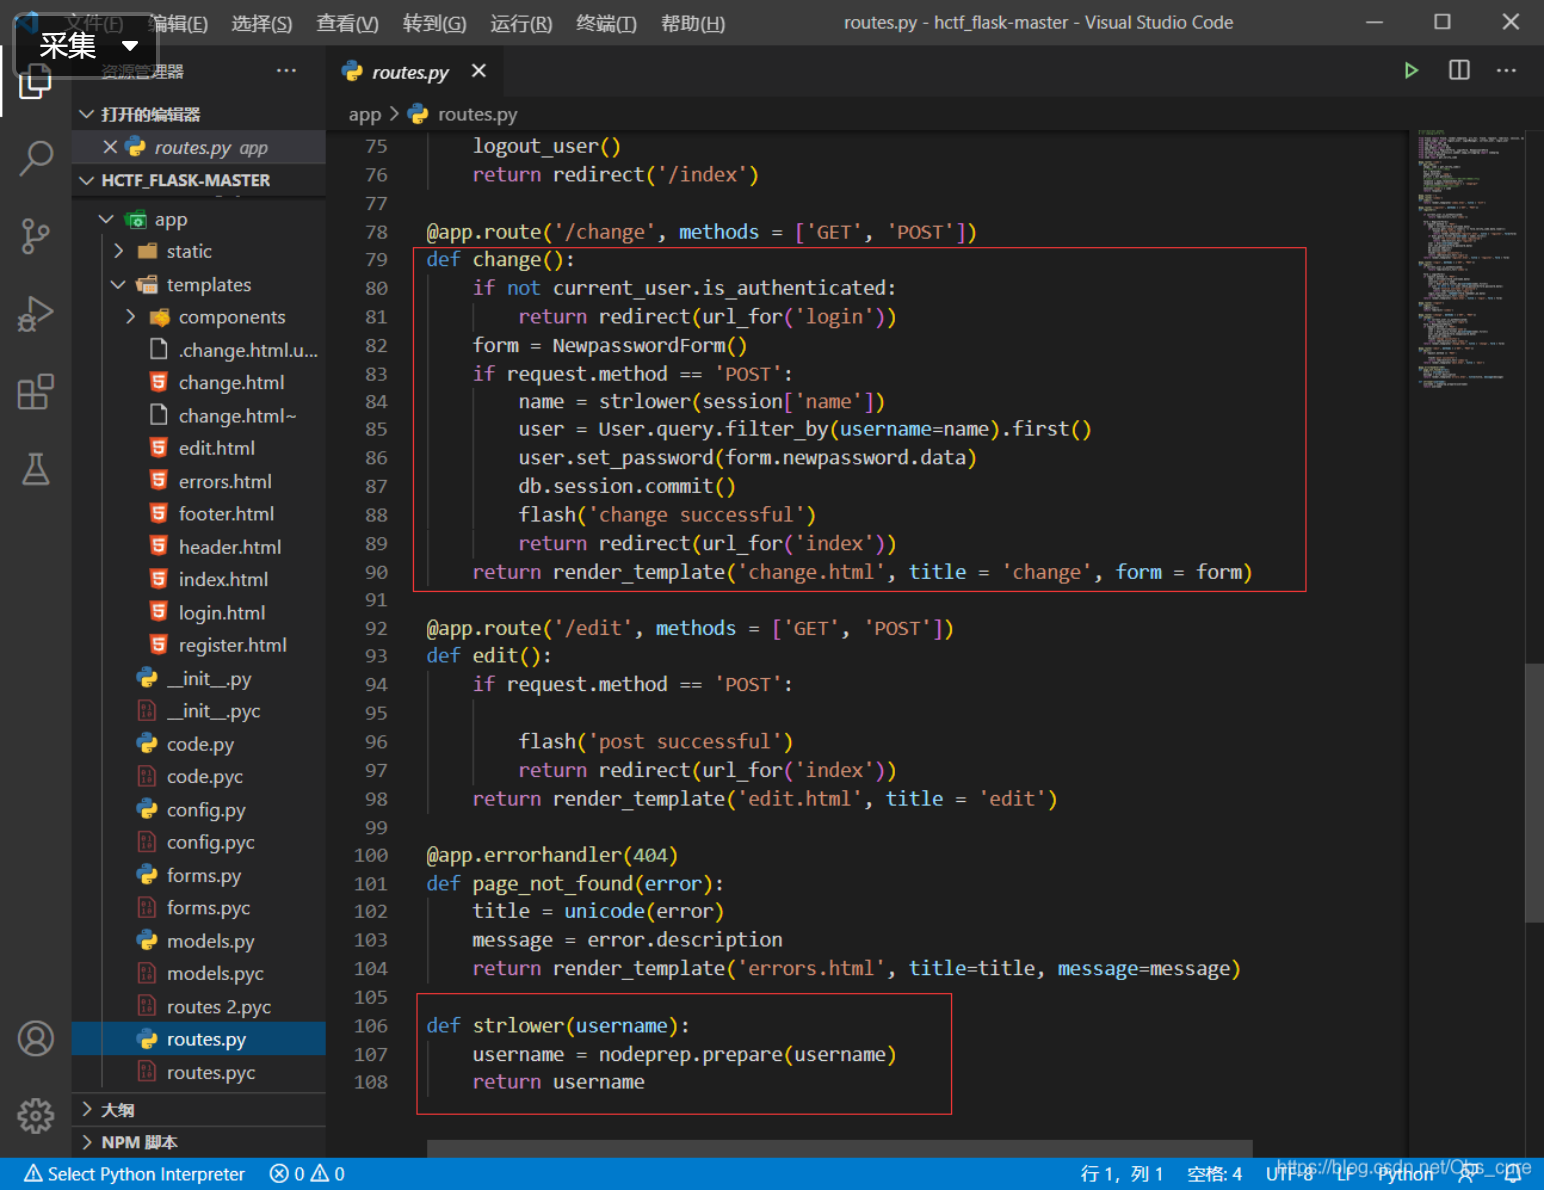 文件(F) 编辑(E) 选择(S) 查看(V) 转到(G) 运行(R) 终端(T) 帮助(H) routes.py - hctf_flask-master - Visual Studio Code
采集
资源管理器 ···
打开的编辑器
routes.py app
HCTF_FLASK-MASTER
app
static
templates
components
.change.html.u...
change.html
change.html~
edit.html
errors.html
footer.html
header.html
index.html
login.html
register.html
__init__.py
__init__.pyc
code.py
code.pyc
config.py
config.pyc
forms.py
forms.pyc
models.py
models.pyc
routes 2.pyc
routes.py
routes.pyc
大纲
NPM 脚本
routes.py
app > routes.py
75 logout_user()
76 return redirect('/index')
77
78 @app.route('/change', methods = ['GET', 'POST'])
79 def change():
80 if not current_user.is_authenticated:
81 return redirect(url_for('login'))
82 form = NewpasswordForm()
83 if request.method == 'POST':
84 name = strlower(session['name'])
85 user = User.query.filter_by(username=name).first()
86 user.set_password(form.newpassword.data)
87 db.session.commit()
88 flash('change successful')
89 return redirect(url_for('index'))
90 return render_template('change.html', title = 'change', form = form)
91
92 @app.route('/edit', methods = ['GET', 'POST'])
93 def edit():
94 if request.method == 'POST':
95
96 flash('post successful')
97 return redirect(url_for('index'))
98 return render_template('edit.html', title = 'edit')
99
100 @app.errorhandler(404)
101 def page_not_found(error):
102 title = unicode(error)
103 message = error.description
104 return render_template('errors.html', title=title, message=message)
105
106 def strlower(username):
107 username = nodeprep.prepare(username)
108 return username
Select Python Interpreter 0 0 行 1, 列 1 空格: 4 UTF-8 LF Python
https://blog.csdn.net/Obs_cure